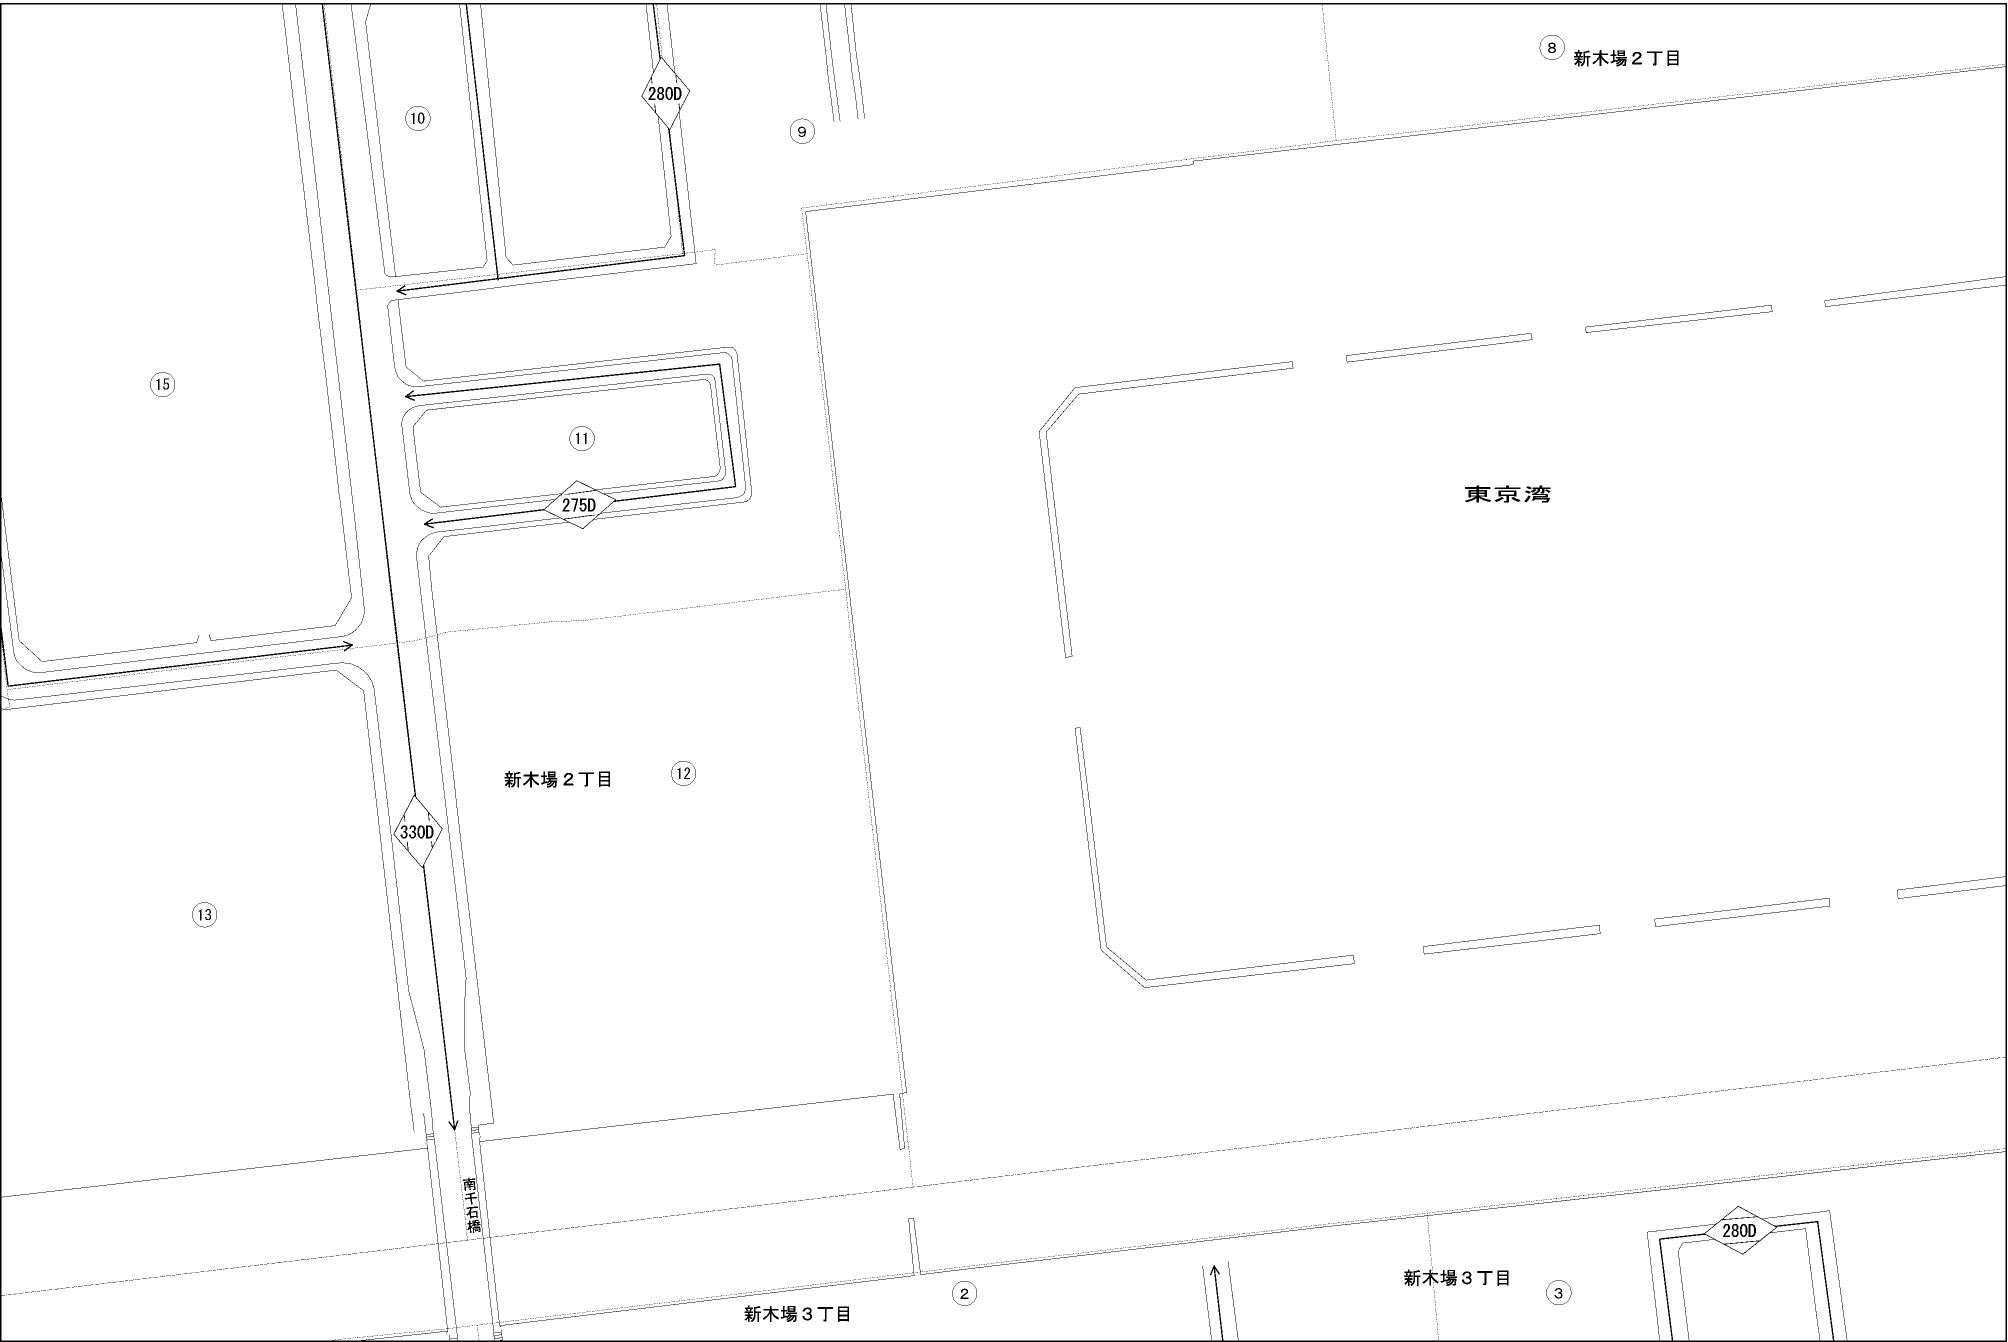 ⑧ 新木場２丁目
280D
⑩
⑨
⑮
⑪
東京湾
275D
新木場２丁目 ⑫
330D
⑬
南千石橋
280D
新木場３丁目 ③
② 
新木場３丁目